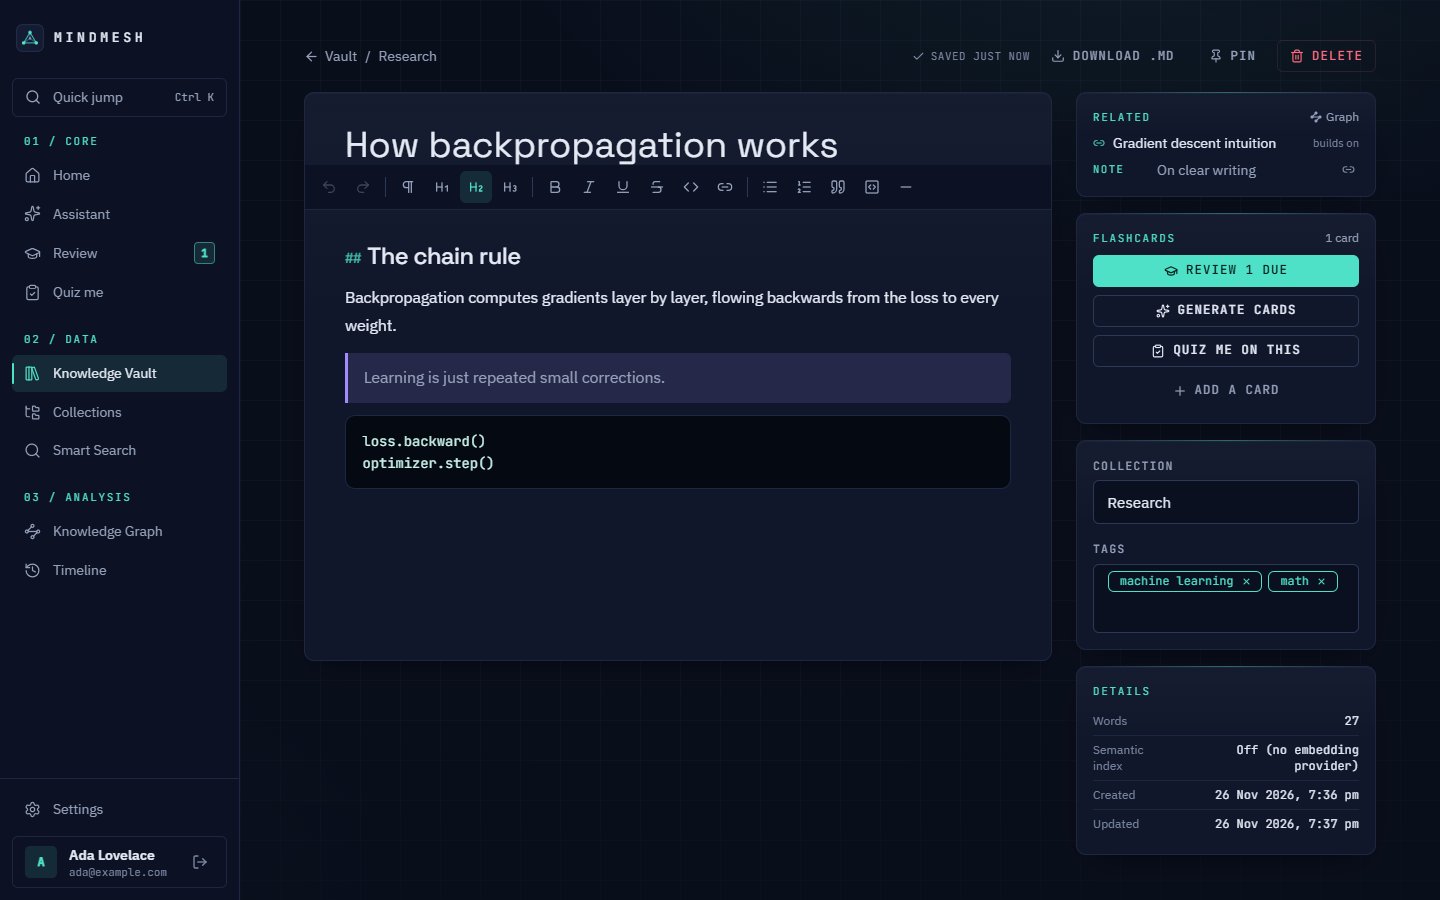 MINDMESH
Quick jump Ctrl K
01 / CORE
Home
Assistant
Review 1
Quiz me
02 / DATA
Knowledge Vault
Collections
Smart Search
03 / ANALYSIS
Knowledge Graph
Timeline
Settings
A
Ada Lovelace
ada@example.com
Vault / Research
SAVED JUST NOW
DOWNLOAD .MD
PIN
DELETE
How backpropagation works
H1 H2 H3 B I U S
## The chain rule
Backpropagation computes gradients layer by layer, flowing backwards from the loss to every
weight.
Learning is just repeated small corrections.
loss.backward()
optimizer.step()
RELATED Graph
Gradient descent intuition builds on
NOTE On clear writing
FLASHCARDS 1 card
REVIEW 1 DUE
GENERATE CARDS
QUIZ ME ON THIS
+ ADD A CARD
COLLECTION
Research
TAGS
machine learning × math ×
DETAILS
Words 27
Semantic Off (no embedding
index provider)
Created 26 Nov 2026, 7:36 pm
Updated 26 Nov 2026, 7:37 pm